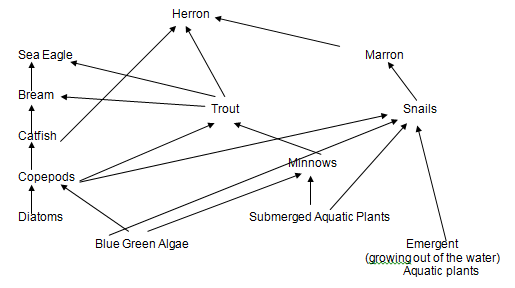 Herron
Sea Eagle
Marron
Bream
Trout
Snails
Catfish
Minnows
Copepods
Diatoms
Submerged Aquatic Plants
Blue Green Algae
Emergent
(growing out of the water)
Aquatic plants